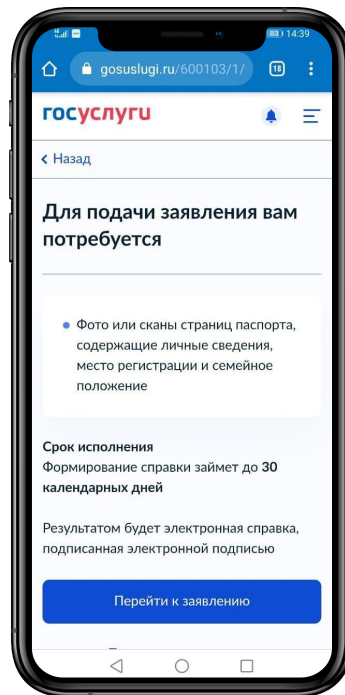 83 14:39
gosuslugi.ru/600103/1/
18
госуслуги
Назад
Для подачи заявления вам
потребуется
Фото или сканы страниц паспорта,
содержащие личные сведения,
место регистрации и семейное
положение
Срок исполнения
Формирование справки займет до 30
календарных дней
Результатом будет электронная справка,
подписанная электронной подписью
Перейти к заявлению